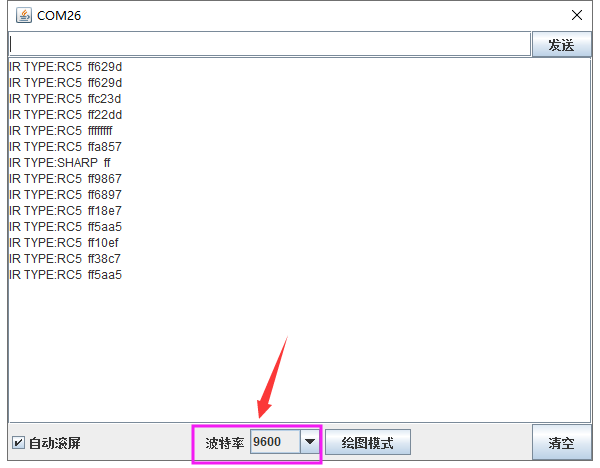 COM26
发送
IR TYPE:RC5 ff629d
IR TYPE:RC5 ff629d
IR TYPE:RC5 ffc23d
IR TYPE:RC5 ff22dd
IR TYPE:RC5 ffffffff
IR TYPE:RC5 ffa857
IR TYPE:SHARP ff
IR TYPE:RC5 ff9867
IR TYPE:RC5 ff6897
IR TYPE:RC5 ff18e7
IR TYPE:RC5 ff5aa5
IR TYPE:RC5 ff10ef
IR TYPE:RC5 ff38c7
IR TYPE:RC5 ff5aa5
自动滚屏 波特率 9600 绘图模式 清空